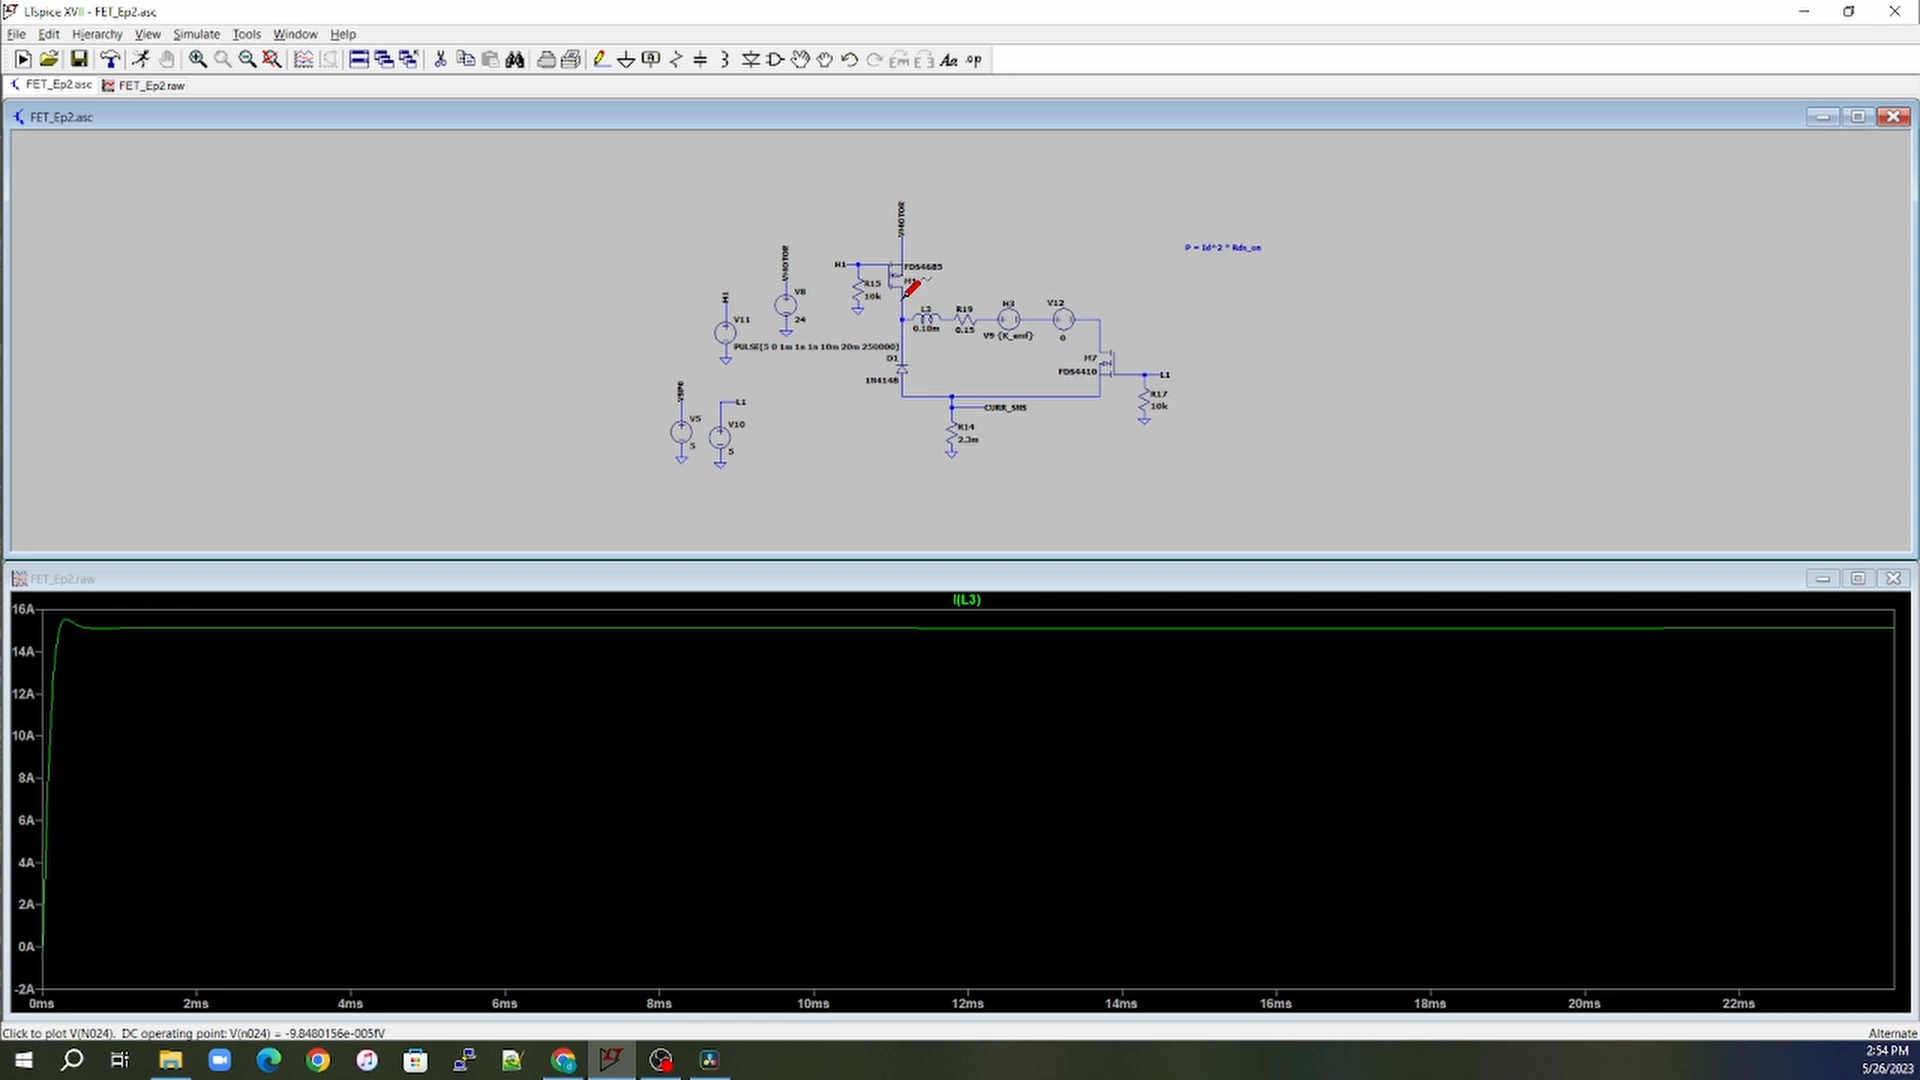 LTspice XVII - FET_Ep2.asc
File Edit Hierarchy View Simulate Tools Window Help
FET_Ep2.asc FET_Ep2.raw
FET_Ep2.asc
VMOTOR
P = Id^2 * Rds_on
VMOTOR
H1
FDS4685
R15
10k
V8
24
H1
V11
L3
0.18m
R19
0.15
H3
V9 {K_emf}
V12
0
PULSE(5 0 1m 1n 1n 10m 20m 250000)
D1
1N4148
M7
FDS4410
L1
R17
10k
L1
CURR_SNS
V5
5
V10
5
R14
2.3m
FET_Ep2.raw
I(L3)
16A
14A
12A
10A
8A
6A
4A
2A
0A
-2A
0ms 2ms 4ms 6ms 8ms 10ms 12ms 14ms 16ms 18ms 20ms 22ms
Click to plot V(N024). DC operating point: V(n024) = -9.8480156e-005fV Alternate
2:54 PM
5/26/2023